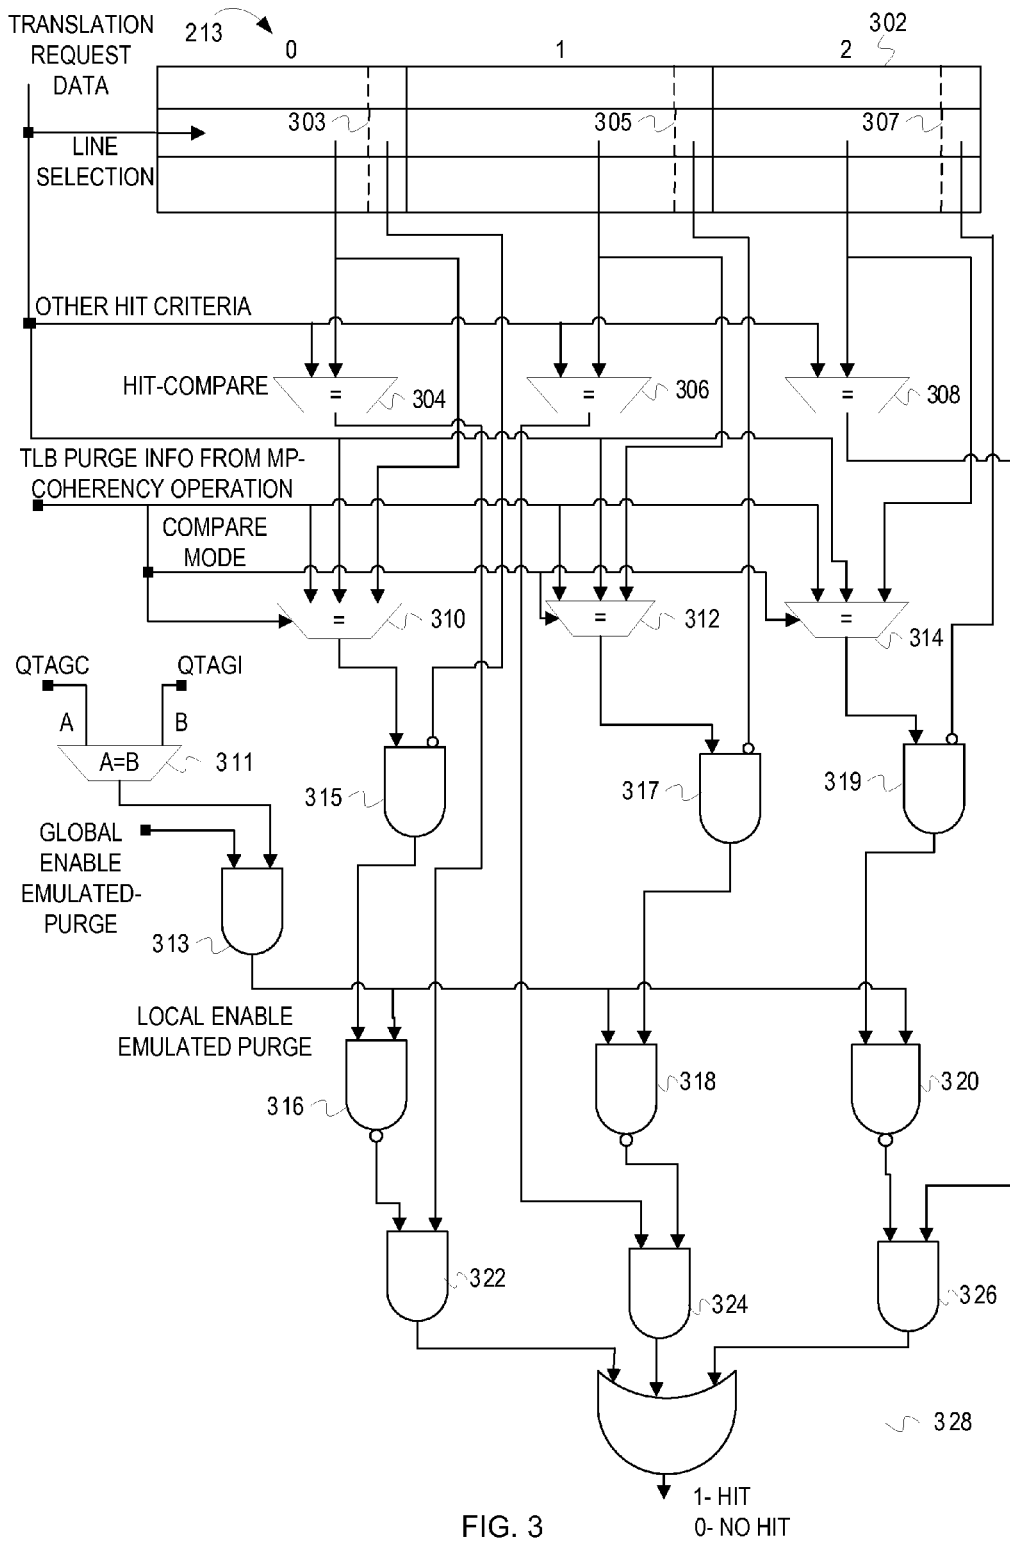 TRANSLATION
REQUEST
DATA
213
0
1
2
302
303
305
307
LINE
SELECTION
OTHER HIT CRITERIA
HIT-COMPARE
=
304
=
306
=
308
TLB PURGE INFO FROM MP-
COHERENCY OPERATION
COMPARE
MODE
=
310
=
312
=
314
QTAGC
QTAGI
A
B
A=B
311
315
317
319
GLOBAL
ENABLE
EMULATED-
PURGE
313
LOCAL ENABLE
EMULATED PURGE
316
318
320
322
324
326
328
1- HIT
0- NO HIT
FIG. 3